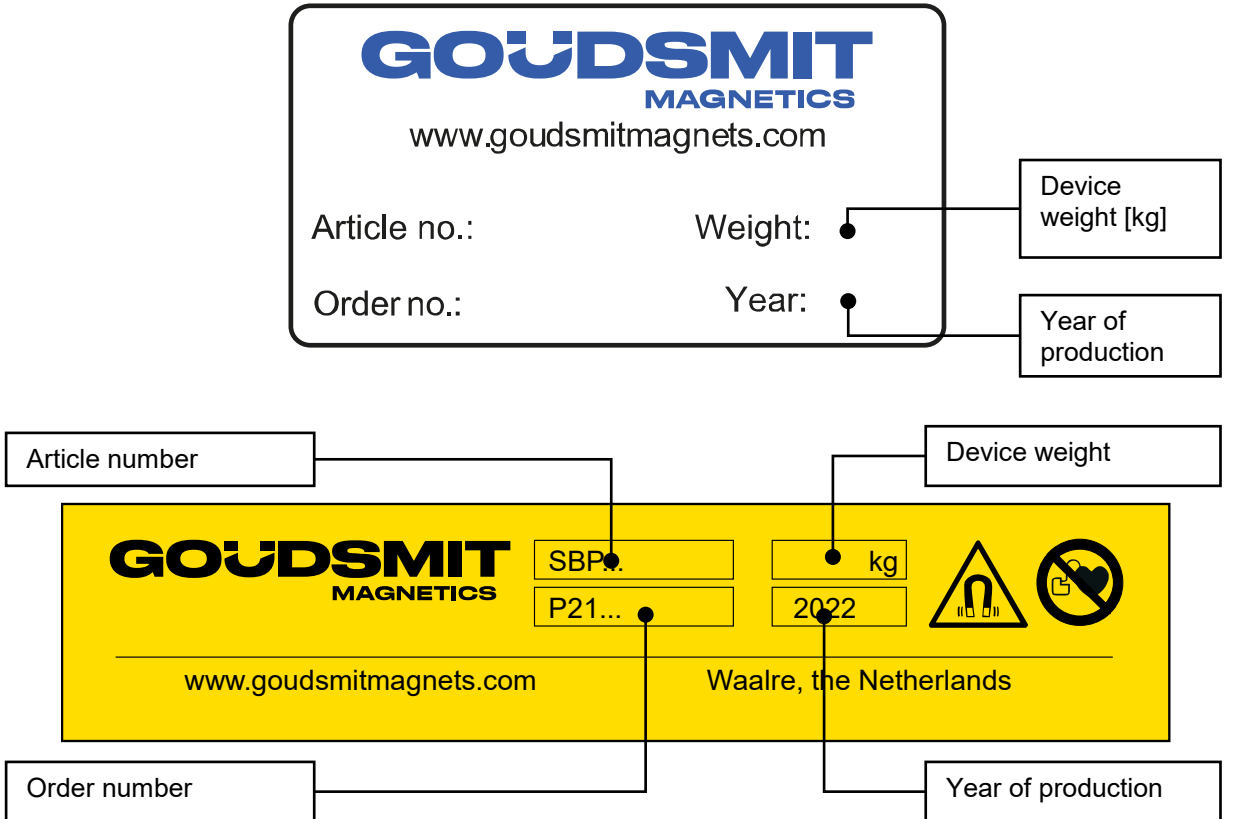 GOUDSMIT
MAGNETICS
www.goudsmitmagnets.com
Device
weight [kg]
Article no.:
Weight:
Order no.:
Year:
Year of
production
Article number
Device weight
GOUDSMIT
MAGNETICS
SBP...
kg
P21...
2022
www.goudsmitmagnets.com
Waalre, the Netherlands
Order number
Year of production